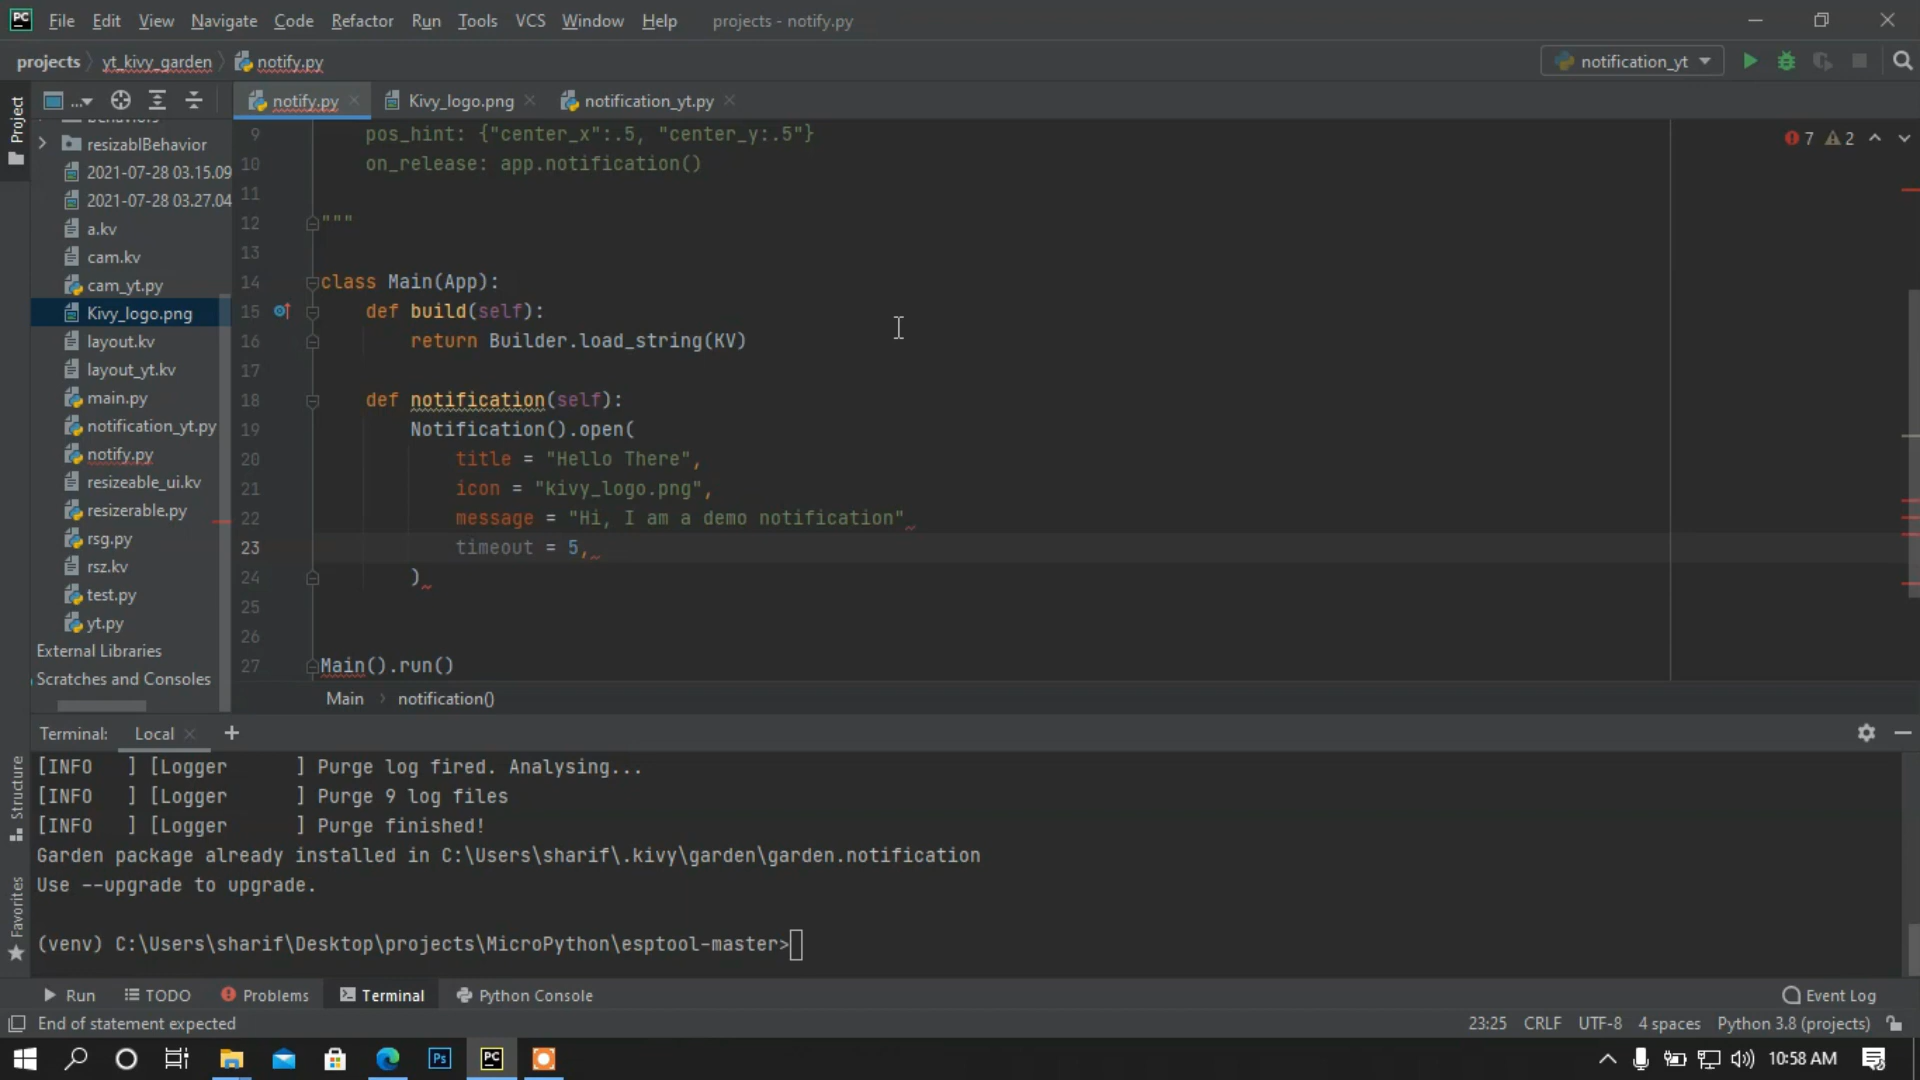 PC File Edit View Navigate Code Refactor Run Tools VCS Window Help projects - notify.py
projects yt_kivy_garden notify.py notification_yt
Project ... notify.py Kivy_logo.png notification_yt.py
resizablBehavior
2021-07-28 03.15.09
2021-07-28 03.27.04
a.kv
cam.kv
cam_yt.py
Kivy_logo.png
layout.kv
layout_yt.kv
main.py
notification_yt.py
notify.py
resizeable_ui.kv
resizerable.py
rsg.py
rsz.kv
test.py
yt.py
External Libraries
Scratches and Consoles
9 pos_hint: {"center_x":.5, "center_y:.5"}
10 on_release: app.notification()
11
12 """
13
14 class Main(App):
15 def build(self):
16 return Builder.load_string(KV)
17
18 def notification(self):
19 Notification().open(
20 title = "Hello There",
21 icon = "kivy_logo.png",
22 message = "Hi, I am a demo notification"
23 timeout = 5,
24 )
25
26
27 Main().run()
7 2
Main notification()
Terminal: Local +
[INFO   ] [Logger      ] Purge log fired. Analysing...
[INFO   ] [Logger      ] Purge 9 log files
[INFO   ] [Logger      ] Purge finished!
Garden package already installed in C:\Users\sharif\.kivy\garden\garden.notification
Use --upgrade to upgrade.
(venv) C:\Users\sharif\Desktop\projects\MicroPython\esptool-master>
Structure
Favorites
Run TODO Problems Terminal Python Console Event Log
End of statement expected 23:25 CRLF UTF-8 4 spaces Python 3.8 (projects)
Ps PC 10:58 AM